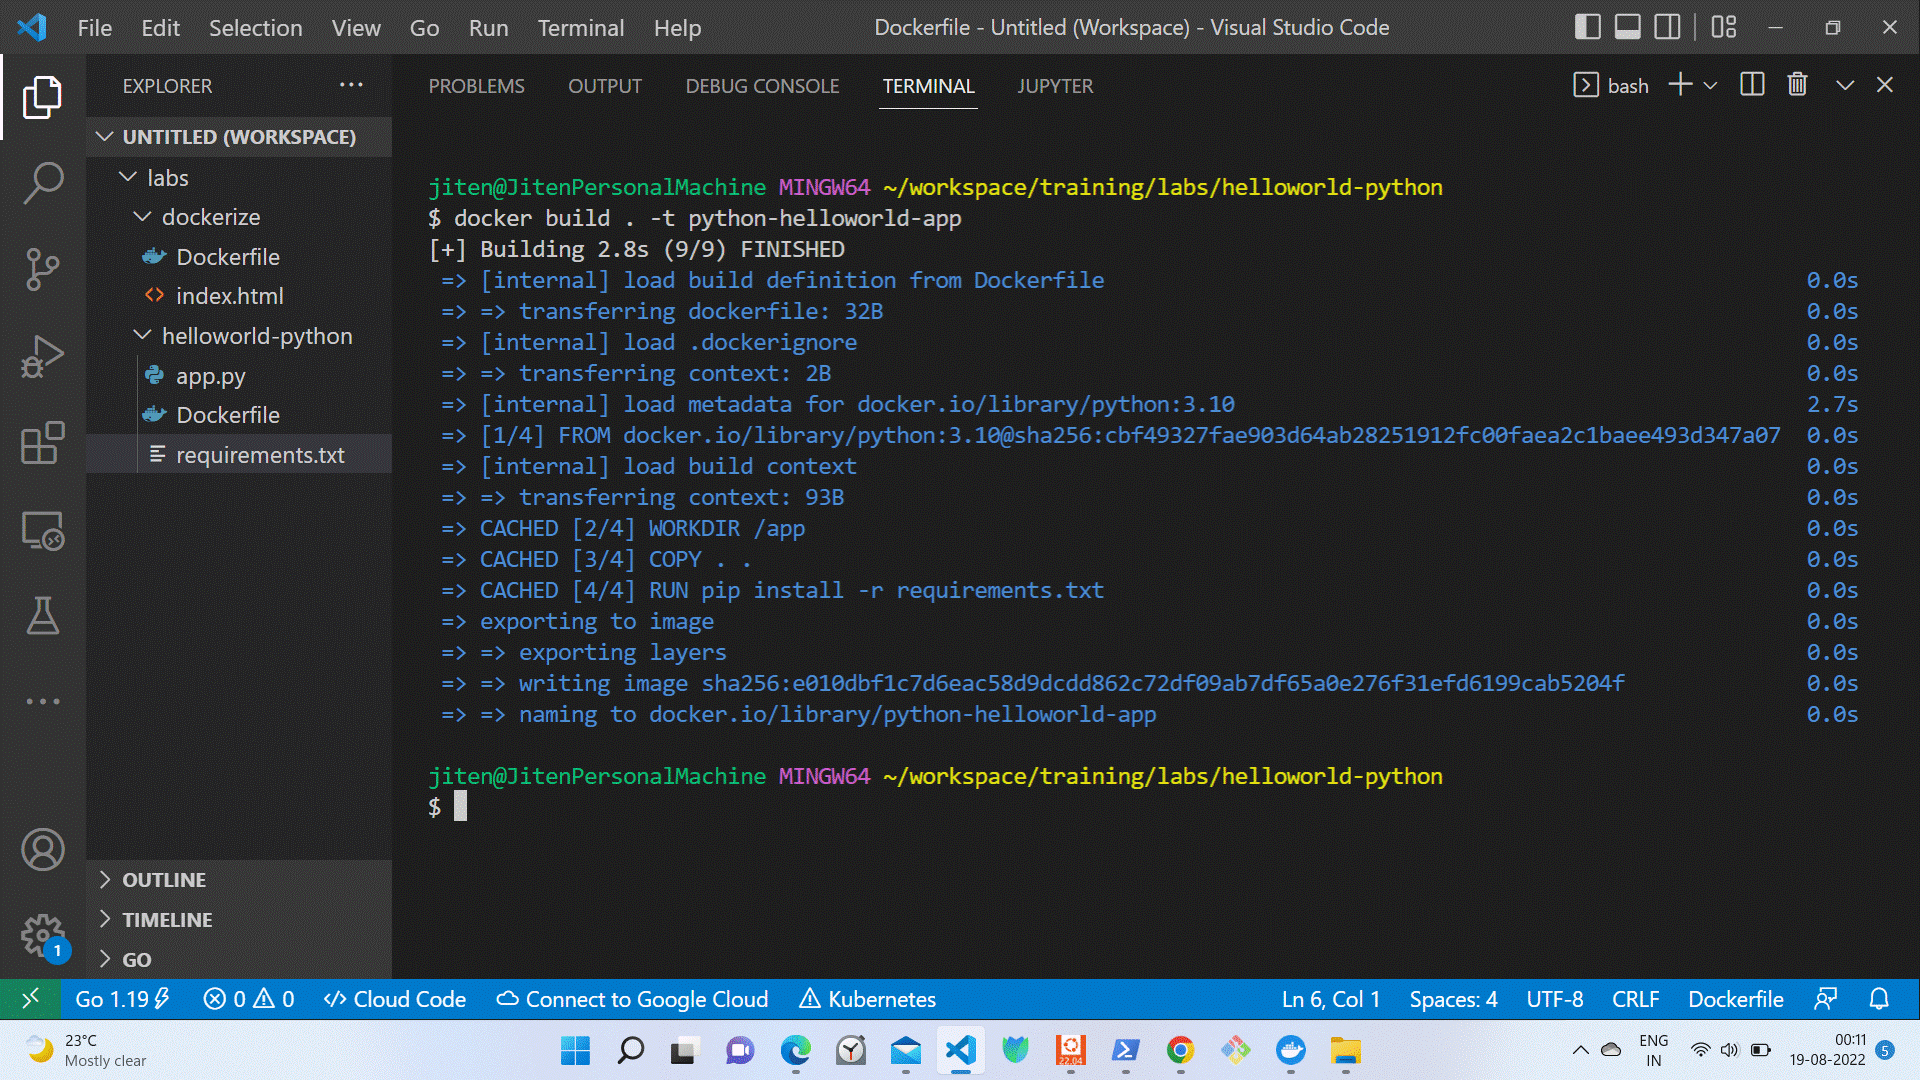 File Edit Selection View Go Run Terminal Help
Dockerfile - Untitled (Workspace) - Visual Studio Code
EXPLORER
UNTITLED (WORKSPACE)
labs
dockerize
Dockerfile
index.html
helloworld-python
app.py
Dockerfile
requirements.txt
OUTLINE
TIMELINE
GO
1
PROBLEMS OUTPUT DEBUG CONSOLE TERMINAL JUPYTER
bash
jiten@JitenPersonalMachine MINGW64 ~/workspace/training/labs/helloworld-python
$ docker build . -t python-helloworld-app
[+] Building 2.8s (9/9) FINISHED
=> [internal] load build definition from Dockerfile 0.0s
=> => transferring dockerfile: 32B 0.0s
=> [internal] load .dockerignore 0.0s
=> => transferring context: 2B 0.0s
=> [internal] load metadata for docker.io/library/python:3.10 2.7s
=> [1/4] FROM docker.io/library/python:3.10@sha256:cbf49327fae903d64ab28251912fc00faea2c1baee493d347a07 0.0s
=> [internal] load build context 0.0s
=> => transferring context: 93B 0.0s
=> CACHED [2/4] WORKDIR /app 0.0s
=> CACHED [3/4] COPY . . 0.0s
=> CACHED [4/4] RUN pip install -r requirements.txt 0.0s
=> exporting to image 0.0s
=> => exporting layers 0.0s
=> => writing image sha256:e010dbf1c7d6eac58d9dcdd862c72df09ab7df65a0e276f31efd6199cab5204f 0.0s
=> => naming to docker.io/library/python-helloworld-app 0.0s
jiten@JitenPersonalMachine MINGW64 ~/workspace/training/labs/helloworld-python
$
Go 1.19 0 0 Cloud Code Connect to Google Cloud Kubernetes
Ln 6, Col 1 Spaces: 4 UTF-8 CRLF Dockerfile
23°C
Mostly clear
22.04
ENG
IN
00:11
19-08-2022
5